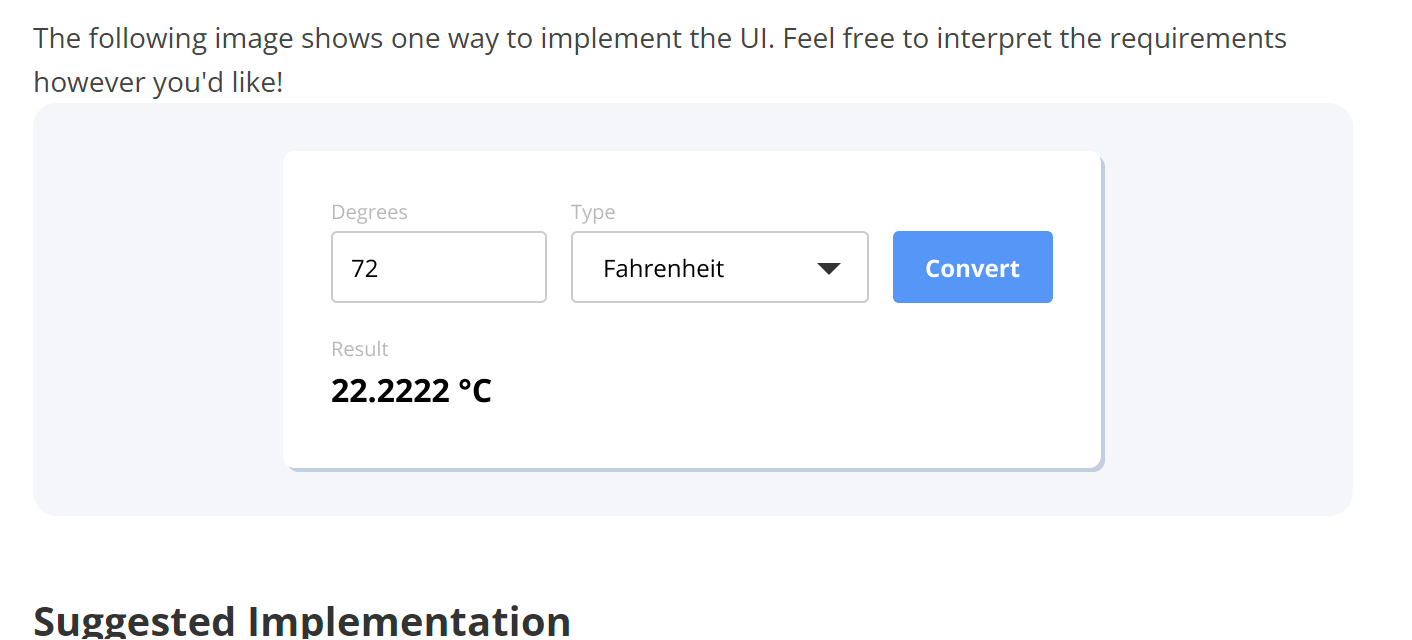 The following image shows one way to implement the UI. Feel free to interpret the requirements
however you'd like!
Degrees
Type
72
Fahrenheit
Convert
Result
22.2222 °C
Suggested Implementation